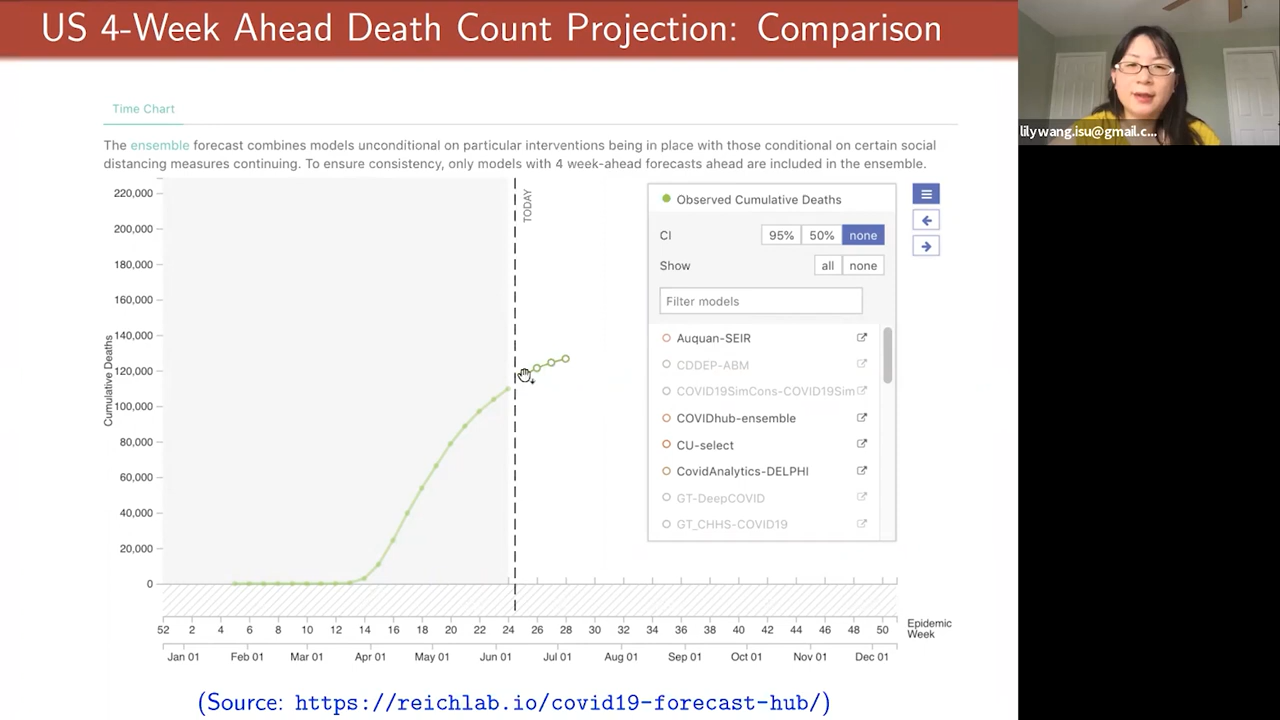 US 4-Week Ahead Death Count Projection: Comparison
lilywang.isu@gmail.c...
Time Chart
The ensemble forecast combines models unconditional on particular interventions being in place with those conditional on certain social
distancing measures continuing. To ensure consistency, only models with 4 week-ahead forecasts ahead are included in the ensemble.
220,000
200,000
180,000
160,000
140,000
120,000
100,000
80,000
60,000
40,000
20,000
0
Cumulative Deaths
TODAY
Observed Cumulative Deaths
CI 95% 50% none
Show all none
Filter models
Auquan-SEIR
CDDEP-ABM
COVID19SimCons-COVID19Sim
COVIDhub-ensemble
CU-select
CovidAnalytics-DELPHI
GT-DeepCOVID
GT_CHHS-COVID19
52 2 4 6 8 10 12 14 16 18 20 22 24 26 28 30 32 34 36 38 40 42 44 46 48 50
Epidemic
Week
Jan 01 Feb 01 Mar 01 Apr 01 May 01 Jun 01 Jul 01 Aug 01 Sep 01 Oct 01 Nov 01 Dec 01
(Source: https://reichlab.io/covid19-forecast-hub/)